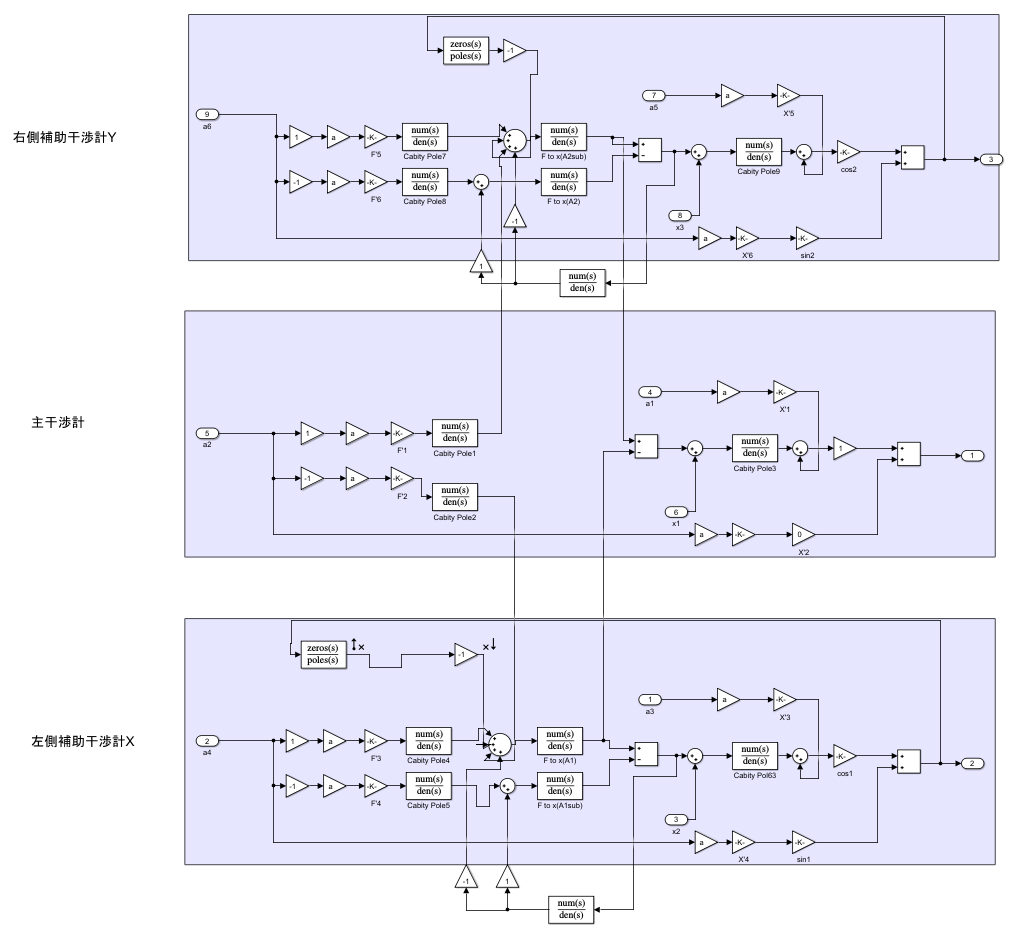 zeros(s)
poles(s)
-1
7
a5
a
-K-
X'5
9
a6
右側補助干渉計Y
1
a
-K-
F'5
num(s)
den(s)
Cabity Pole7
num(s)
den(s)
F to x(A2sub)
num(s)
den(s)
Cabity Pole9
-K-
cos2
3
-1
a
-K-
F'6
num(s)
den(s)
Cabity Pole8
num(s)
den(s)
F to x(A2)
8
x3
-1
a
-K-
X'6
-K-
sin2
1
num(s)
den(s)
主干渉計
4
a1
a
-K-
X'1
5
a2
1
a
-K-
F'1
num(s)
den(s)
Cabity Pole1
num(s)
den(s)
Cabity Pole3
1
1
-1
a
-K-
F'2
num(s)
den(s)
Cabity Pole2
6
x1
a
-K-
0
X'2
zeros(s)
poles(s)
-1
1
a3
a
-K-
X'3
左側補助干渉計X
2
a4
1
a
-K-
F'3
num(s)
den(s)
Cabity Pole4
num(s)
den(s)
F to x(A1)
num(s)
den(s)
Cabity Pol63
-K-
cos1
2
-1
a
-K-
F'4
num(s)
den(s)
Cabity Pole5
num(s)
den(s)
F to x(A1sub)
3
x2
a
-K-
X'4
-K-
sin1
-1
1
num(s)
den(s)